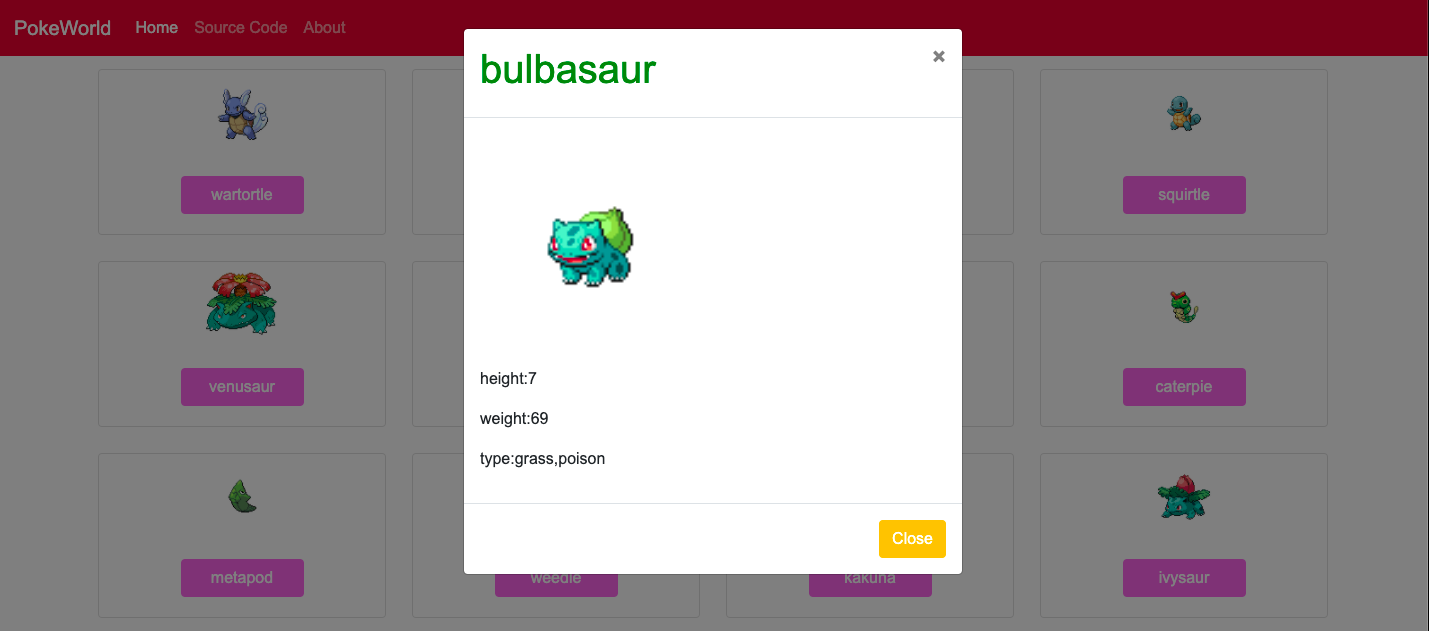 PokeWorld Home Source Code About
bulbasaur
×
wartortle
squirtle
venusaur
caterpie
height:7
weight:69
type:grass,poison
Close
metapod
weedle
kakuna
ivysaur